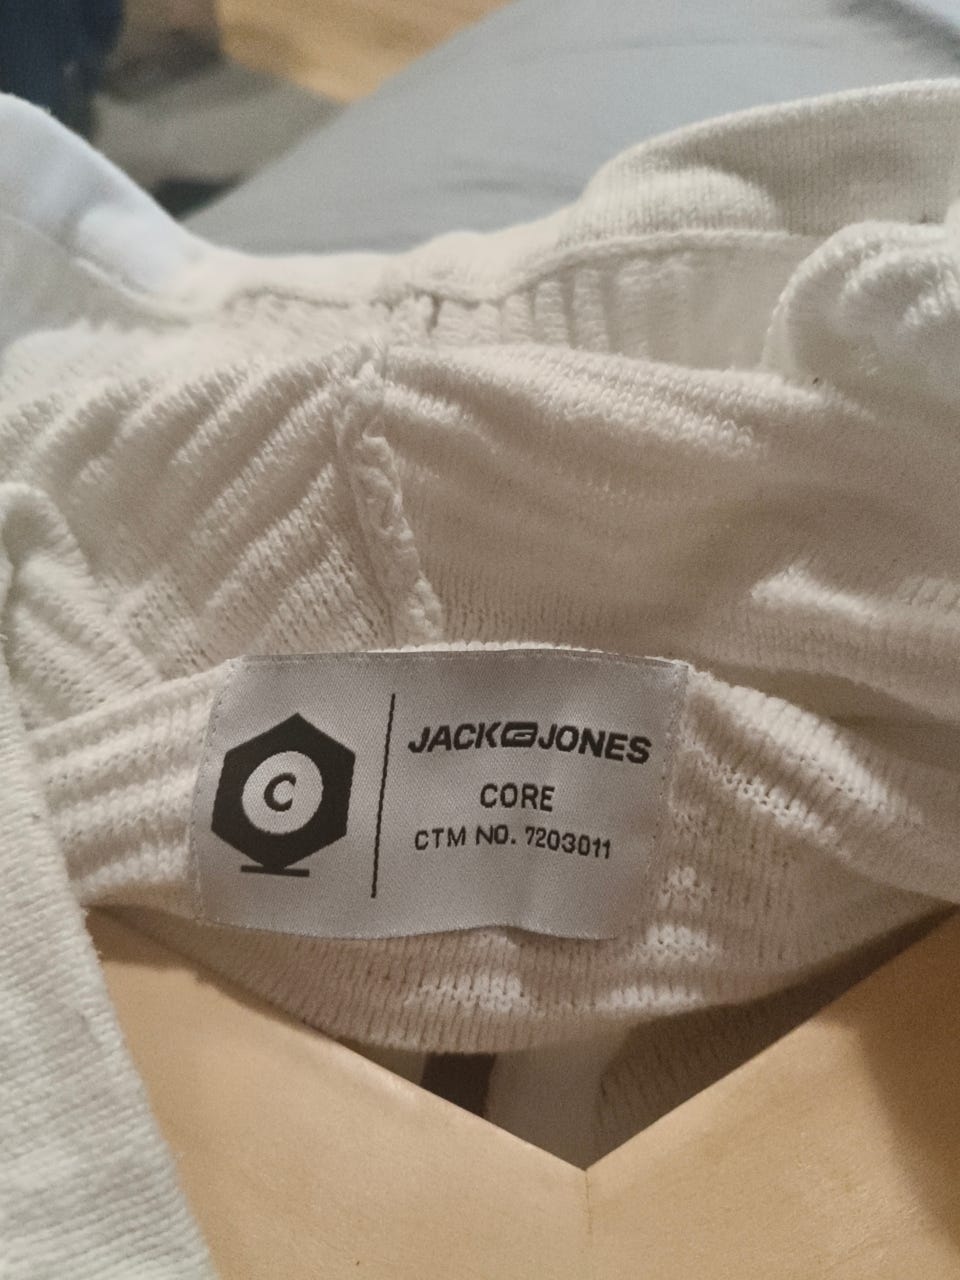 C
JACK&JONES
CORE
CTM NO. 7203011